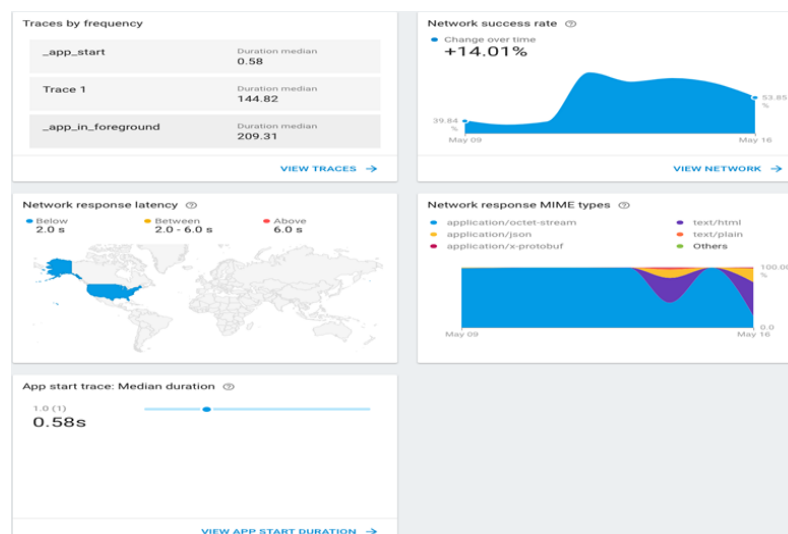 Traces by frequency
_app_start
Duration median
0.58
Trace 1
Duration median
144.82
_app_in_foreground
Duration median
209.31
VIEW TRACES
Network success rate
Change over time
+14.01%
39.84
%
53.85
%
May 09
May 16
VIEW NETWORK
Network response latency
Below
2.0 s
Between
2.0 - 6.0 s
Above
6.0 s
Network response MIME types
application/octet-stream
text/html
application/json
text/plain
application/x-protobuf
Others
100.00
%
0.0
May 09
May 16
App start trace: Median duration
1.0 (1)
0.58s
VIEW APP START DURATION